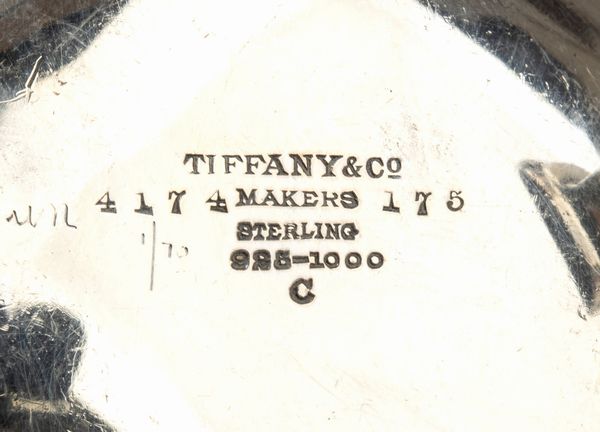 TIFFANY & Co
4174 MAKERS 175
STERLING
925-1000
C